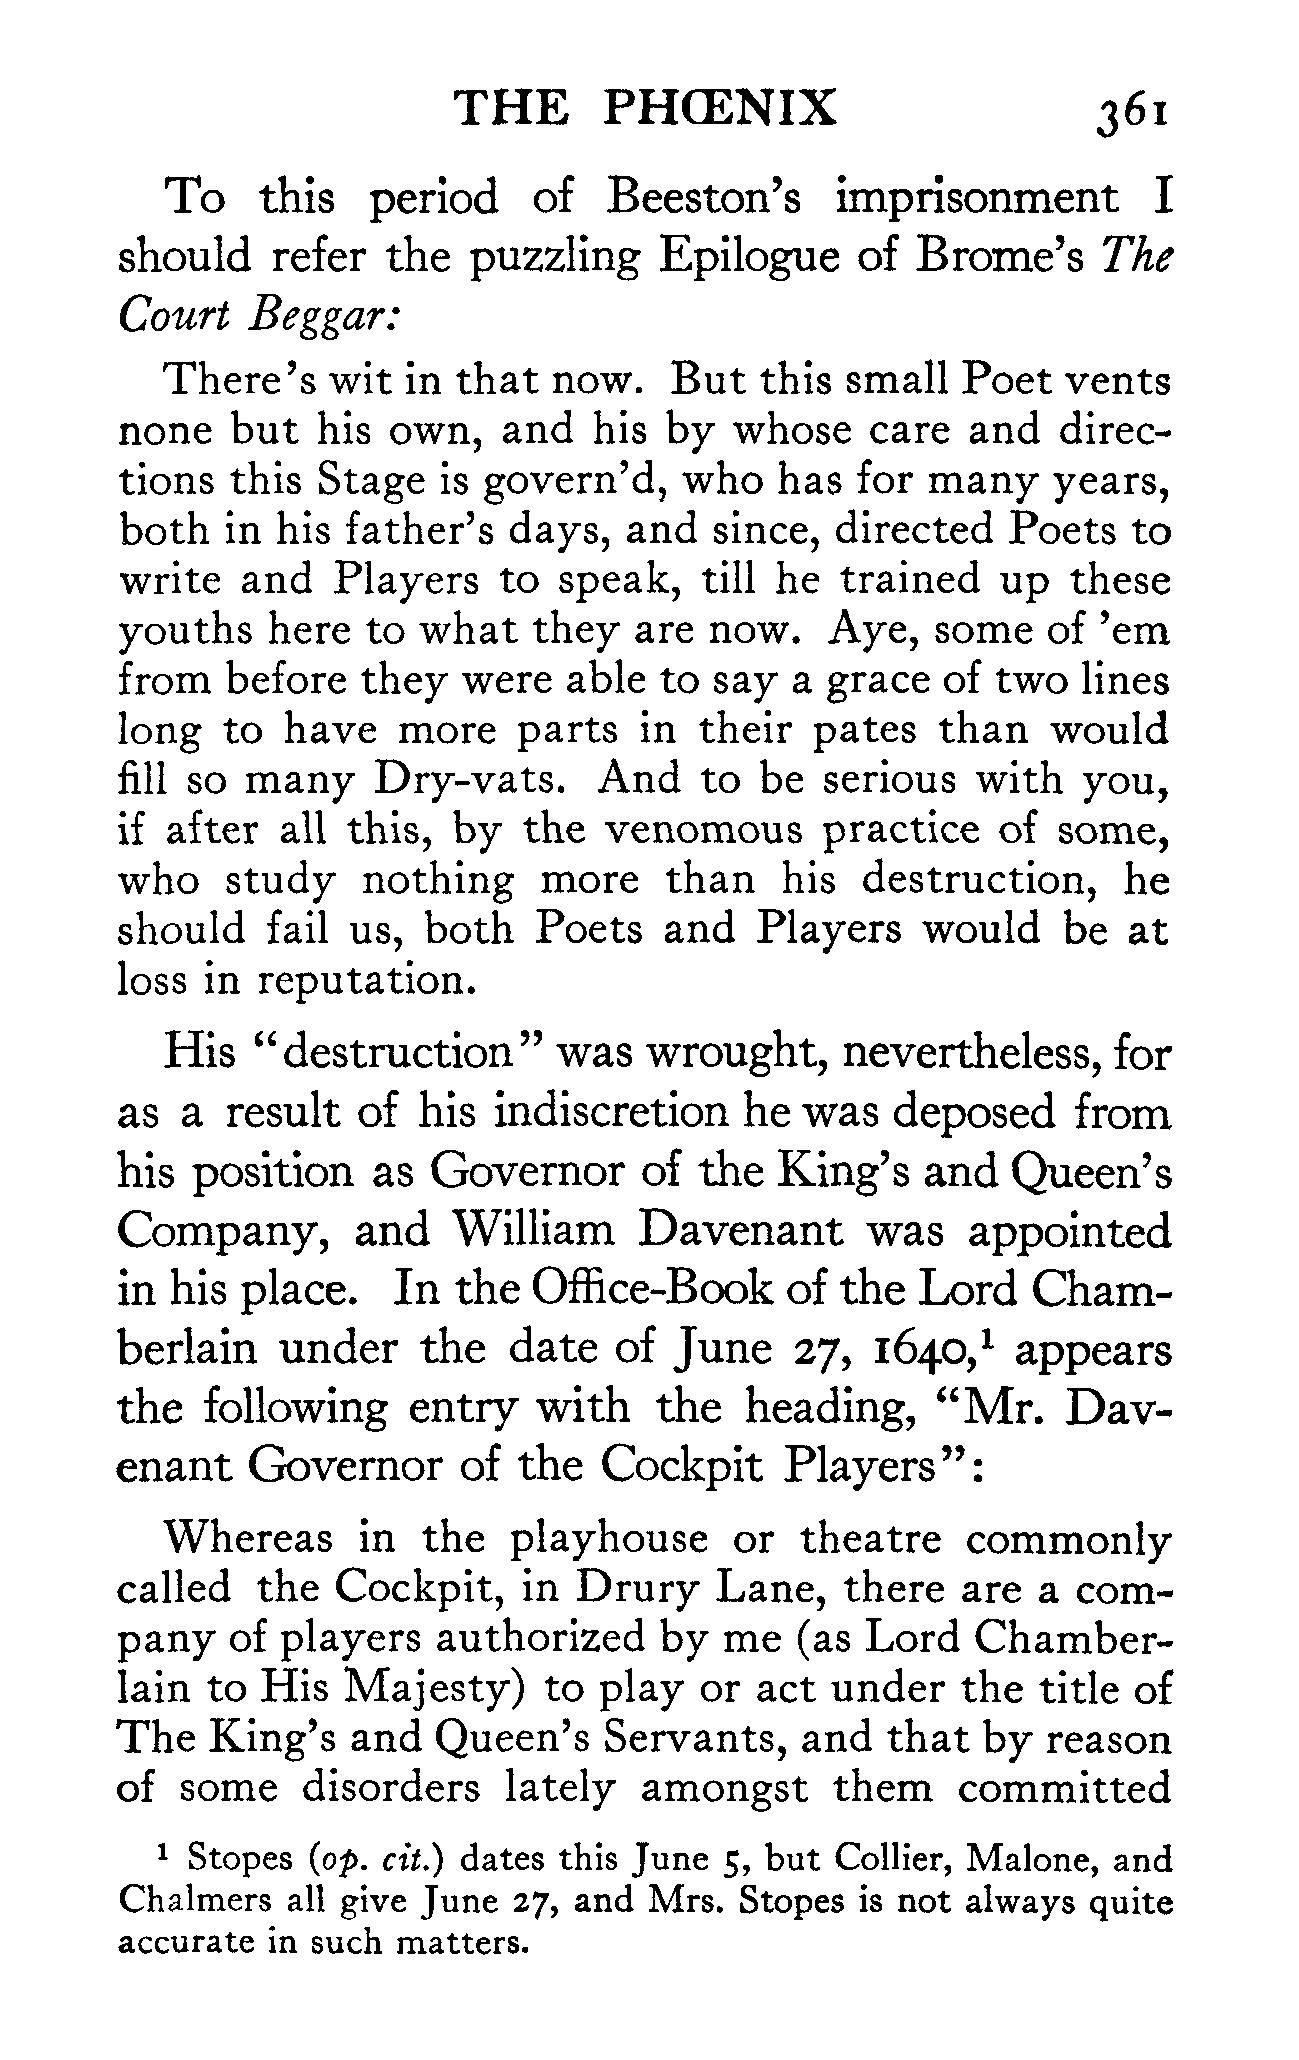 THE PHŒNIX 361
To this period of Beeston's imprisonment I
should refer the puzzling Epilogue of Brome's The
Court Beggar:
There's wit in that now. But this small Poet vents
none but his own, and his by whose care and direc-
tions this Stage is govern'd, who has for many years,
both in his father's days, and since, directed Poets to
write and Players to speak, till he trained up these
youths here to what they are now. Aye, some of 'em
from before they were able to say a grace of two lines
long to have more parts in their pates than would
fill so many Dry-vats. And to be serious with you,
if after all this, by the venomous practice of some,
who study nothing more than his destruction, he
should fail us, both Poets and Players would be at
loss in reputation.
His "destruction" was wrought, nevertheless, for
as a result of his indiscretion he was deposed from
his position as Governor of the King's and Queen's
Company, and William Davenant was appointed
in his place. In the Office-Book of the Lord Cham-
berlain under the date of June 27, 1640,¹ appears
the following entry with the heading, "Mr. Dav-
enant Governor of the Cockpit Players":
Whereas in the playhouse or theatre commonly
called the Cockpit, in Drury Lane, there are a com-
pany of players authorized by me (as Lord Chamber-
lain to His Majesty) to play or act under the title of
The King's and Queen's Servants, and that by reason
of some disorders lately amongst them committed
¹ Stopes (op. cit.) dates this June 5, but Collier, Malone, and
Chalmers all give June 27, and Mrs. Stopes is not always quite
accurate in such matters.